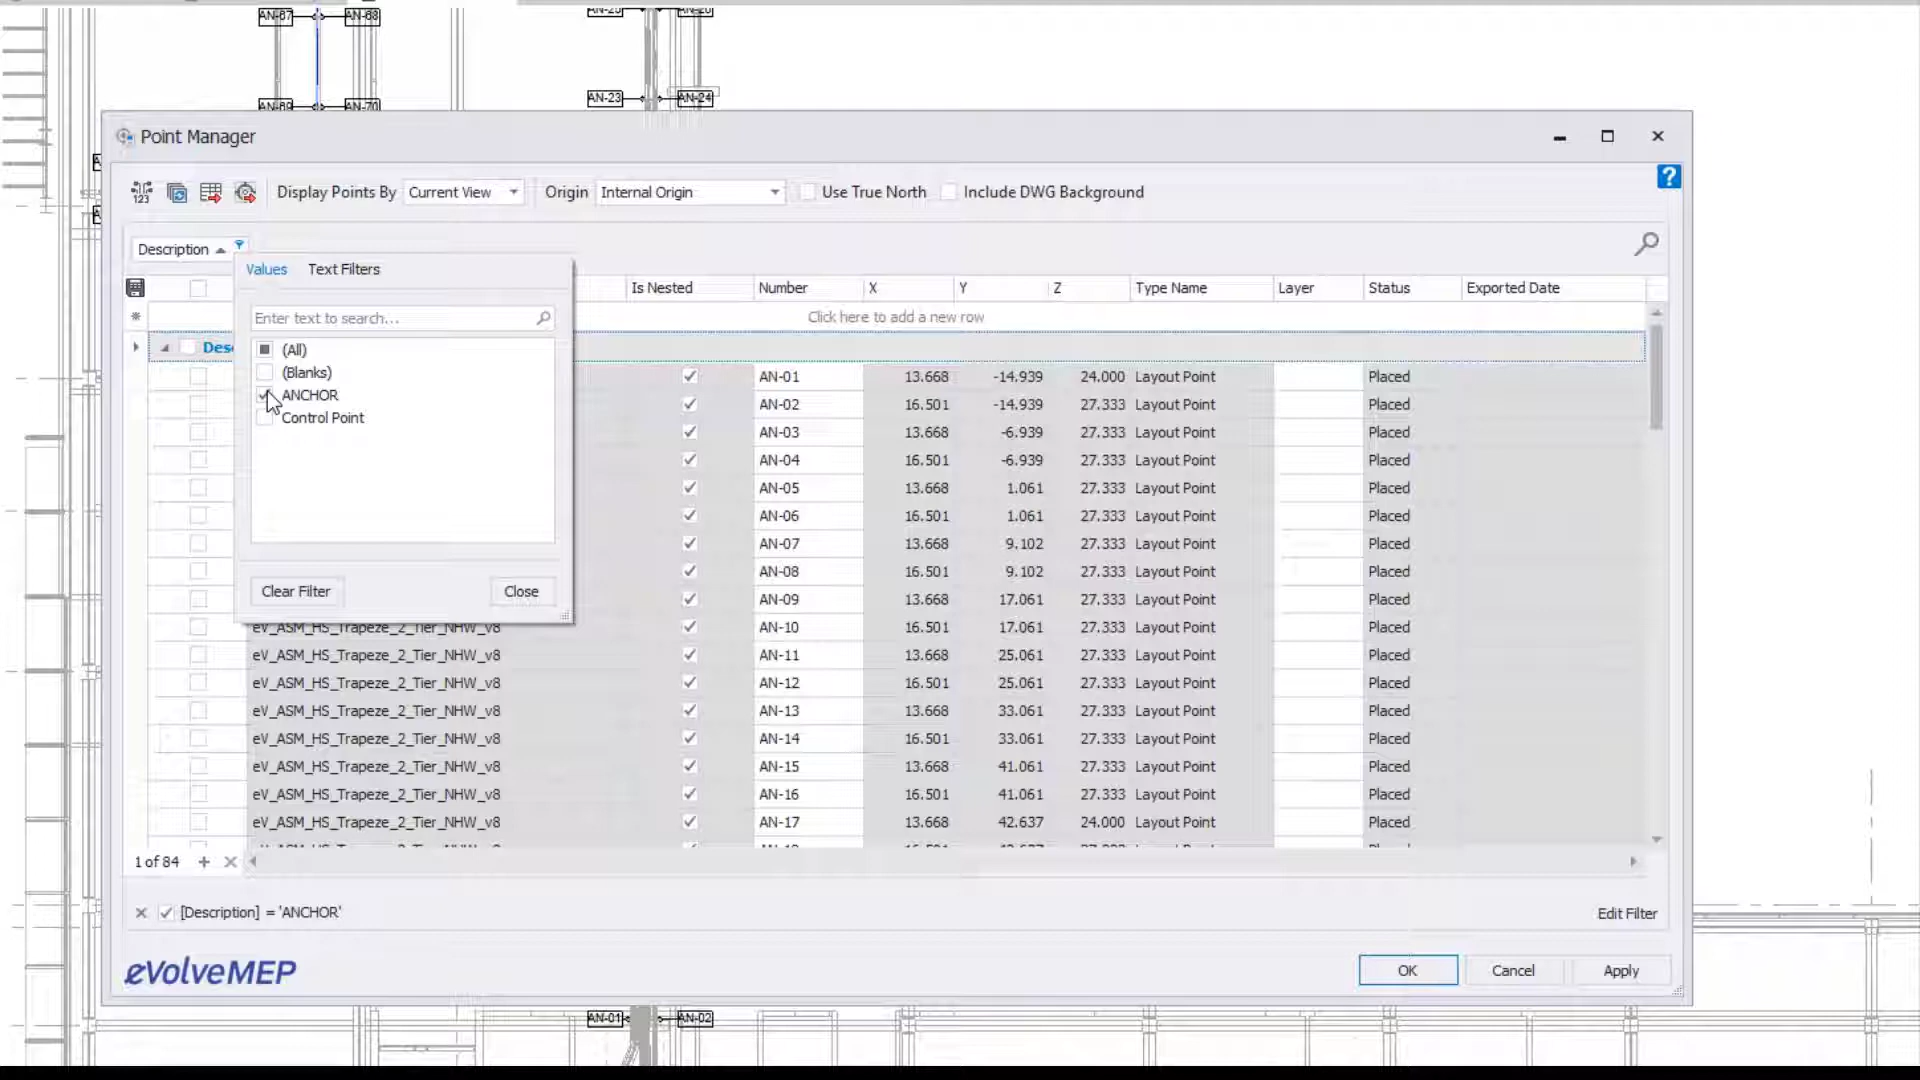 AN-67 AN-68
AN-69 AN-70
AN-23 AN-24
Point Manager
123 Display Points By Current View Origin Internal Origin Use True North Include DWG Background ?
Description
Values Text Filters
Is Nested Number X Y Z Type Name Layer Status Exported Date
Enter text to search... Click here to add a new row
(All)
(Blanks)
ANCHOR
Control Point
Clear Filter Close
AN-01 13.668 -14.939 24.000 Layout Point Placed
AN-02 16.501 -14.939 27.333 Layout Point Placed
AN-03 13.668 -6.939 27.333 Layout Point Placed
AN-04 16.501 -6.939 27.333 Layout Point Placed
AN-05 13.668 1.061 27.333 Layout Point Placed
AN-06 16.501 1.061 27.333 Layout Point Placed
AN-07 13.668 9.102 27.333 Layout Point Placed
AN-08 16.501 9.102 27.333 Layout Point Placed
AN-09 13.668 17.061 27.333 Layout Point Placed
eV_ASM_HS_Trapeze_2_Tier_NHW_v8 AN-10 16.501 17.061 27.333 Layout Point Placed
eV_ASM_HS_Trapeze_2_Tier_NHW_v8 AN-11 13.668 25.061 27.333 Layout Point Placed
eV_ASM_HS_Trapeze_2_Tier_NHW_v8 AN-12 16.501 25.061 27.333 Layout Point Placed
eV_ASM_HS_Trapeze_2_Tier_NHW_v8 AN-13 13.668 33.061 27.333 Layout Point Placed
eV_ASM_HS_Trapeze_2_Tier_NHW_v8 AN-14 16.501 33.061 27.333 Layout Point Placed
eV_ASM_HS_Trapeze_2_Tier_NHW_v8 AN-15 13.668 41.061 27.333 Layout Point Placed
eV_ASM_HS_Trapeze_2_Tier_NHW_v8 AN-16 16.501 41.061 27.333 Layout Point Placed
eV_ASM_HS_Trapeze_2_Tier_NHW_v8 AN-17 13.668 42.637 24.000 Layout Point Placed
1 of 84
[Description] = 'ANCHOR' Edit Filter
eVolveMEP OK Cancel Apply
AN-01 AN-02